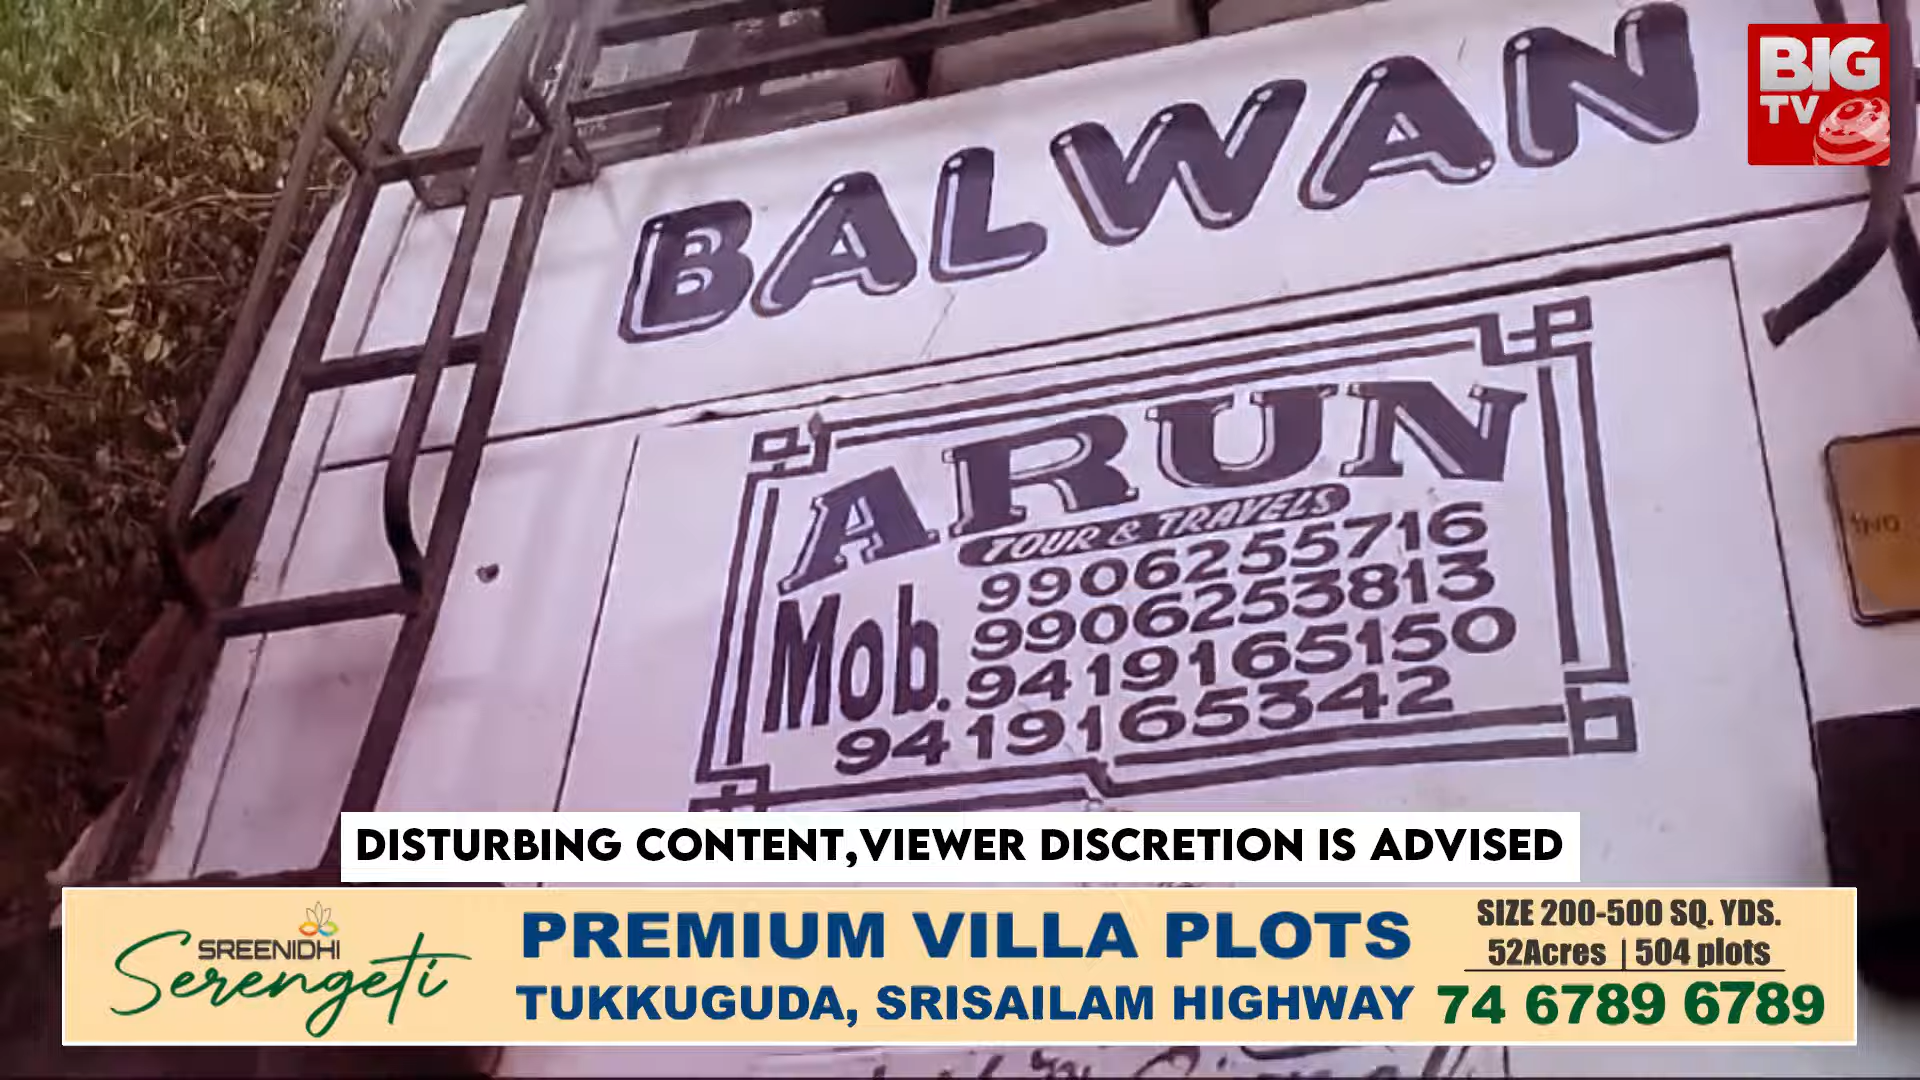 BIG
TV
BALWAN
ARUN
TOUR & TRAVELS
9906255716
9906253813
Mob. 9419165150
9419165342
DISTURBING CONTENT,VIEWER DISCRETION IS ADVISED
SREENIDHI
Serengeti
PREMIUM VILLA PLOTS
TUKKUGUDA, SRISAILAM HIGHWAY
SIZE 200-500 SQ. YDS.
52Acres | 504 plots
74 6789 6789